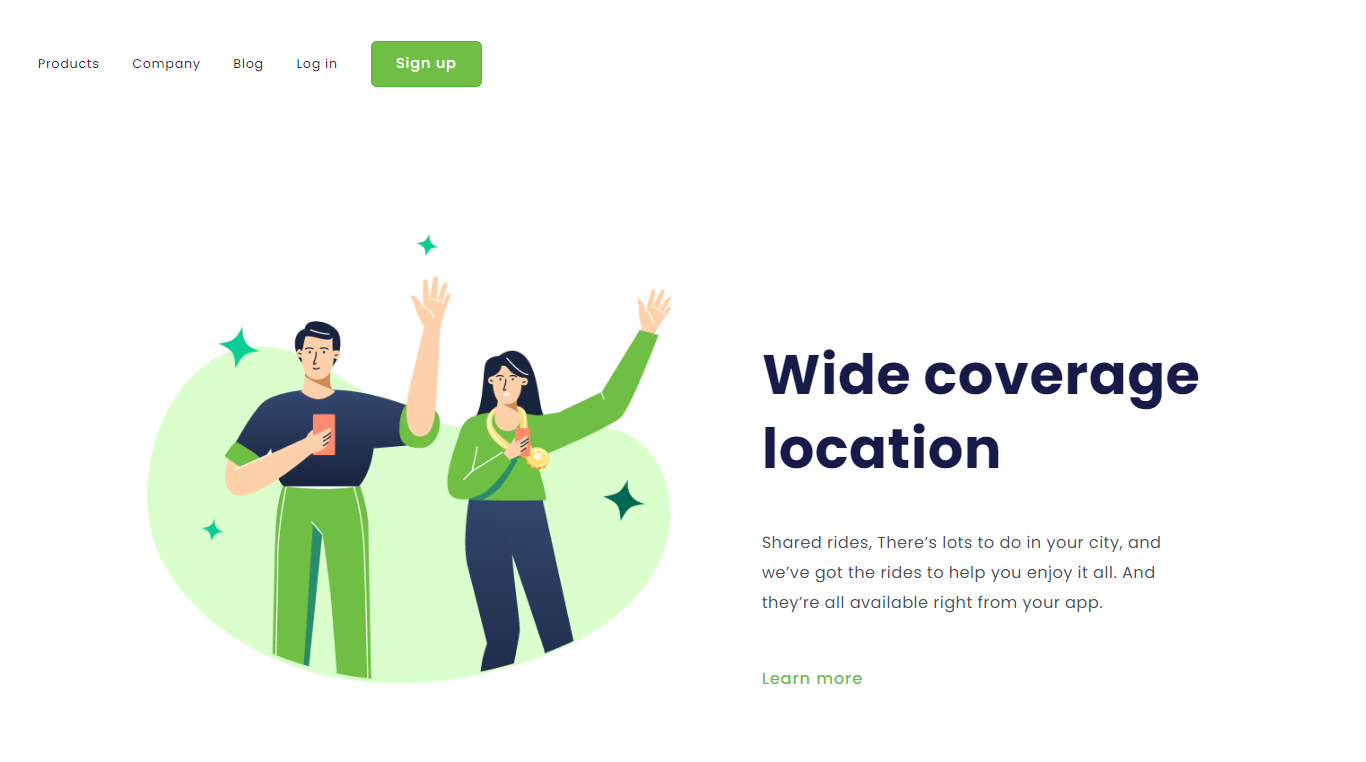 Products
Company
Blog
Log in
Sign up
Wide coverage
location
Shared rides, There’s lots to do in your city, and
we’ve got the rides to help you enjoy it all. And
they’re all available right from your app.
Learn more